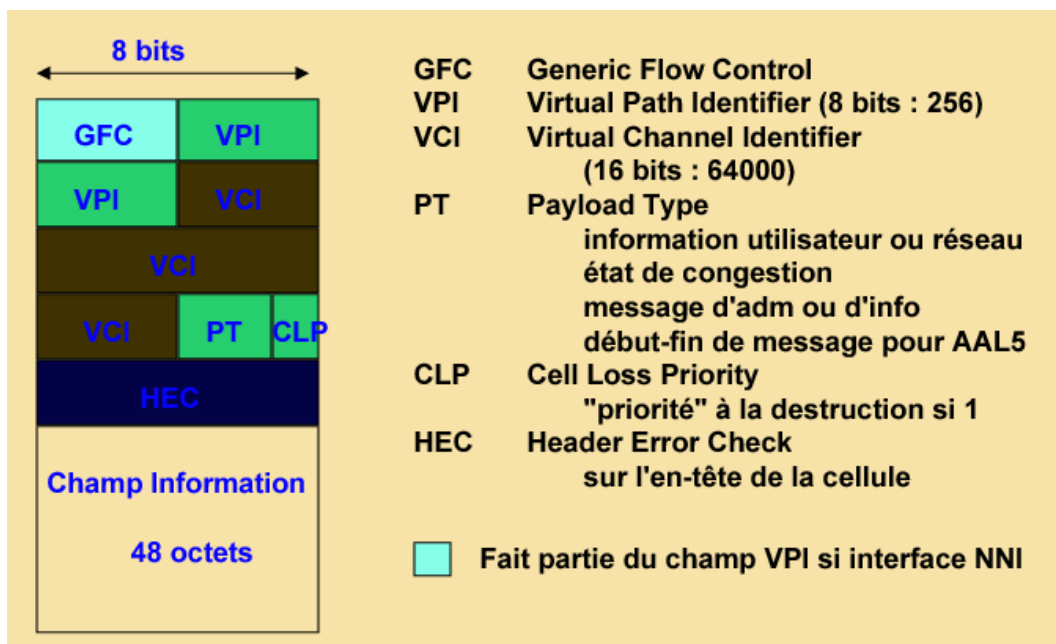 8 bits
GFC VPI
VPI VCI
VCI
VCI PT CLP
HEC
Champ Information
48 octets
GFC Generic Flow Control
VPI Virtual Path Identifier (8 bits : 256)
VCI Virtual Channel Identifier
(16 bits : 64000)
PT Payload Type
information utilisateur ou réseau
état de congestion
message d'adm ou d'info
début-fin de message pour AAL5
CLP Cell Loss Priority
"priorité" à la destruction si 1
HEC Header Error Check
sur l'en-tête de la cellule
Fait partie du champ VPI si interface NNI